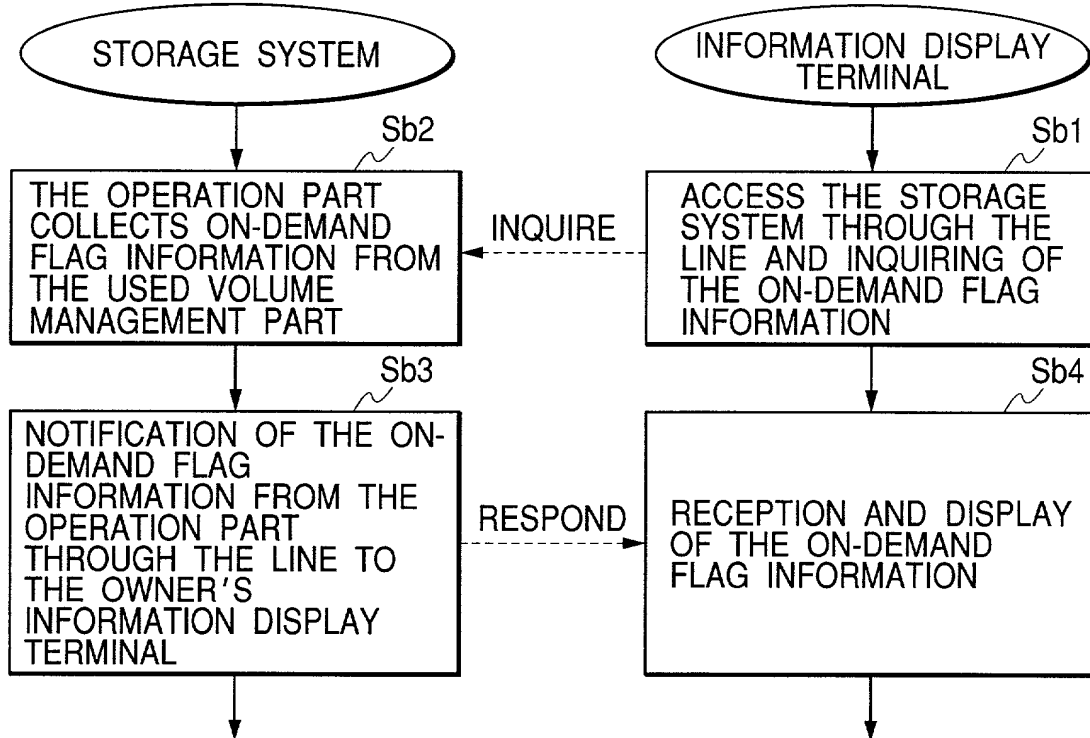 STORAGE SYSTEM
INFORMATION DISPLAY
TERMINAL
Sb2
THE OPERATION PART
COLLECTS ON-DEMAND
FLAG INFORMATION FROM
THE USED VOLUME
MANAGEMENT PART
INQUIRE
Sb1
ACCESS THE STORAGE
SYSTEM THROUGH THE
LINE AND INQUIRING OF
THE ON-DEMAND FLAG
INFORMATION
Sb3
NOTIFICATION OF THE ON-
DEMAND FLAG
INFORMATION FROM THE
OPERATION PART
THROUGH THE LINE TO
THE OWNER'S
INFORMATION DISPLAY
TERMINAL
RESPOND
Sb4
RECEPTION AND DISPLAY
OF THE ON-DEMAND
FLAG INFORMATION